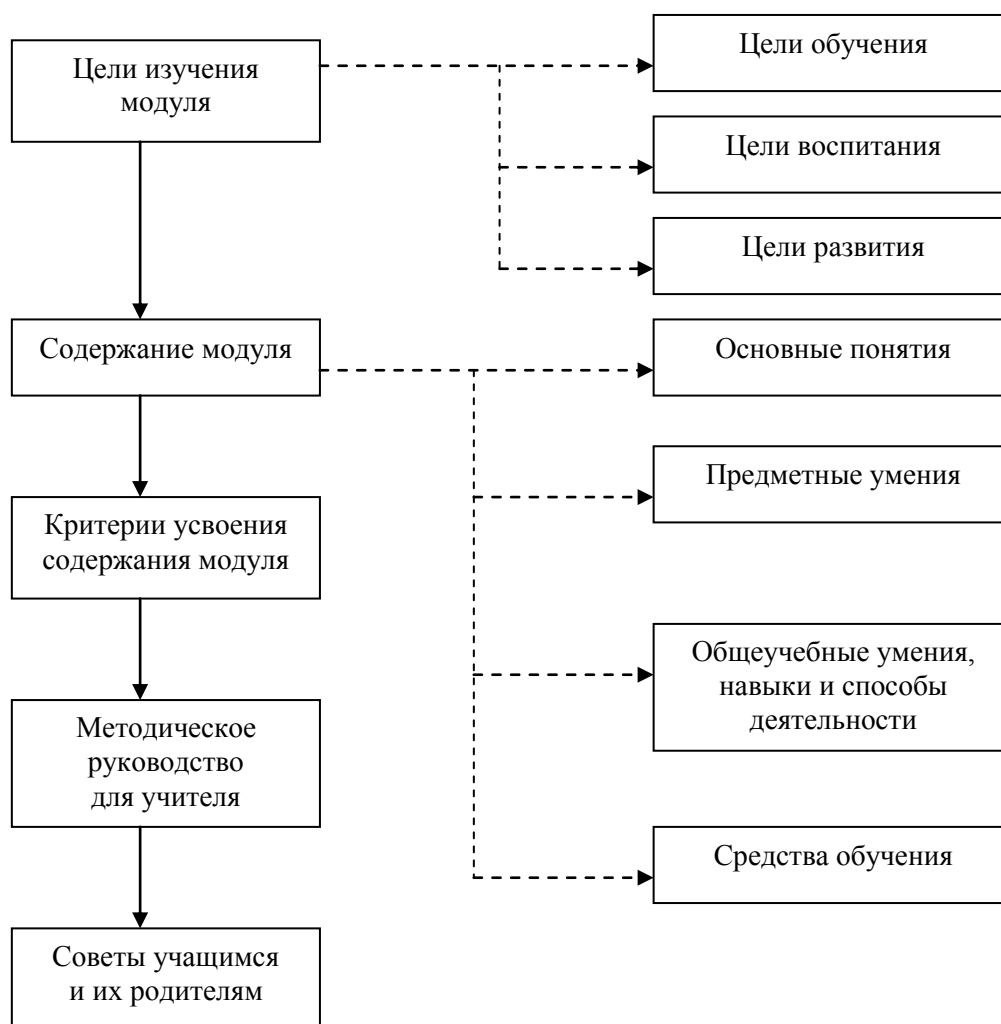 Цели изучения
модуля
Цели обучения
Цели воспитания
Цели развития
Содержание модуля
Основные понятия
Предметные умения
Критерии усвоения
содержания модуля
Общеучебные умения,
навыки и способы
деятельности
Методическое
руководство
для учителя
Средства обучения
Советы учащимся
и их родителям